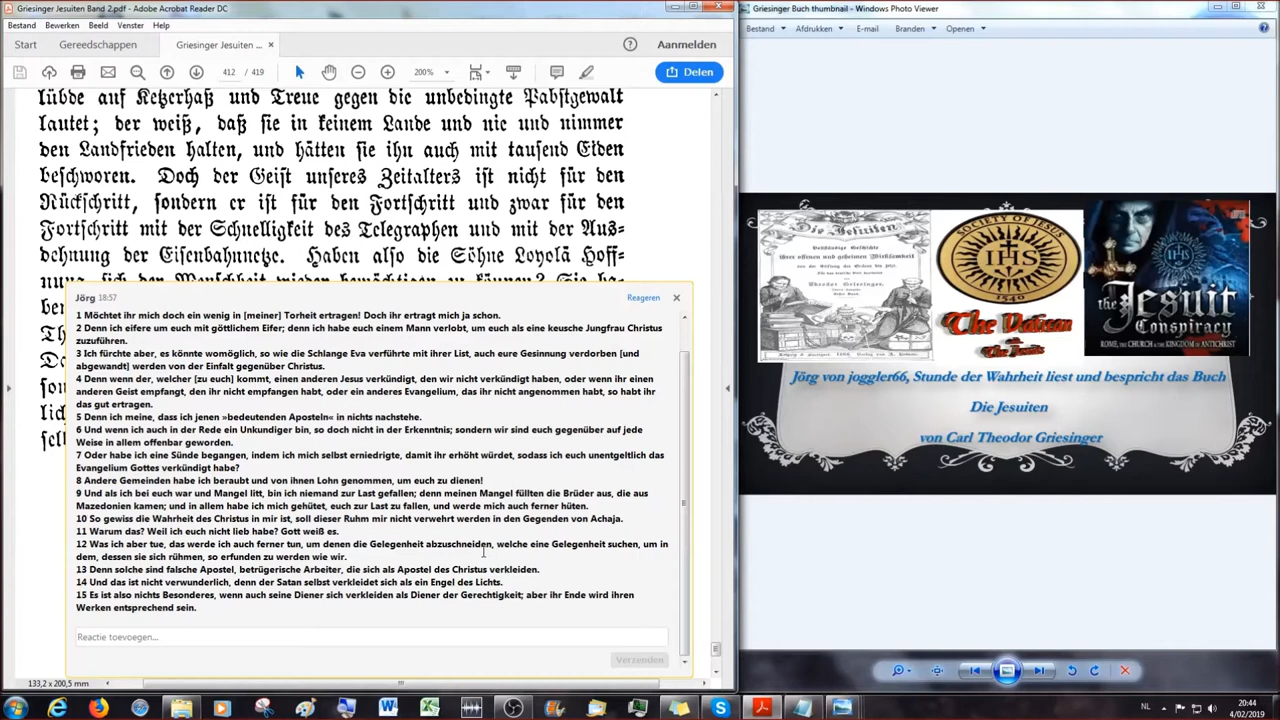 Griesinger Jesuiten Band 2.pdf - Adobe Acrobat Reader DC
Bestand Bewerken Beeld Venster Help
Start Gereedschappen Griesinger Jesuiten ... × Aanmelden
412 / 419 200% Delen
lübde auf Ketzerhaß und Treue gegen die unbedingte Pabstgewalt
lautet; der weiß, daß sie in keinem Lande und nie und nimmer
den Landfrieden halten, und hätten sie ihn auch mit tausend Eiden
beschworen. Doch der Geist unseres Zeitalters ist nicht für den
Rückschritt, sondern er ist für den Fortschritt und zwar für den
Fortschritt mit der Schnelligkeit des Telegraphen und mit der Aus-
dehnung der Eisenbahnnetze. Haben also die Söhne Loyola Hoff-
Jörg 18:57 Reageren
1 Möchtet ihr mich doch ein wenig in [meiner] Torheit ertragen! Doch ihr ertragt mich ja schon.
2 Denn ich eifere um euch mit göttlichem Eifer; denn ich habe euch einem Mann verlobt, um euch als eine keusche Jungfrau Christus
zuzuführen.
3 Ich fürchte aber, es könnte womöglich, so wie die Schlange Eva verführte mit ihrer List, auch eure Gesinnung verdorben [und
abgewandt] werden von der Einfalt gegenüber Christus.
4 Denn wenn der, welcher [zu euch] kommt, einen anderen Jesus verkündigt, den wir nicht verkündigt haben, oder wenn ihr einen
anderen Geist empfangt, den ihr nicht empfangen habt, oder ein anderes Evangelium, das ihr nicht angenommen habt, so habt ihr
das gut ertragen.
5 Denn ich meine, dass ich jenen »bedeutenden Aposteln« in nichts nachstehe.
6 Und wenn ich auch in der Rede ein Unkundiger bin, so doch nicht in der Erkenntnis; sondern wir sind euch gegenüber auf jede
Weise in allem offenbar geworden.
7 Oder habe ich eine Sünde begangen, indem ich mich selbst erniedrigte, damit ihr erhöht würdet, sodass ich euch unentgeltlich das
Evangelium Gottes verkündigt habe?
8 Andere Gemeinden habe ich beraubt und von ihnen Lohn genommen, um euch zu dienen!
9 Und als ich bei euch war und Mangel litt, bin ich niemand zur Last gefallen; denn meinen Mangel füllten die Brüder aus, die aus
Mazedonien kamen; und in allem habe ich mich gehütet, euch zur Last zu fallen, und werde mich auch ferner hüten.
10 So gewiss die Wahrheit des Christus in mir ist, soll dieser Ruhm mir nicht verwehrt werden in den Gegenden von Achaja.
11 Warum das? Weil ich euch nicht lieb habe? Gott weiß es.
12 Was ich aber tue, das werde ich auch ferner tun, um denen die Gelegenheit abzuschneiden, welche eine Gelegenheit suchen, um in
dem, dessen sie sich rühmen, so erfunden zu werden wie wir.
13 Denn solche sind falsche Apostel, betrügerische Arbeiter, die sich als Apostel des Christus verkleiden.
14 Und das ist nicht verwunderlich, denn der Satan selbst verkleidet sich als ein Engel des Lichts.
15 Es ist also nichts Besonderes, wenn auch seine Diener sich verkleiden als Diener der Gerechtigkeit; aber ihr Ende wird ihren
Werken entsprechend sein.
Reactie toevoegen...
Verzenden
133,2 x 200,5 mm
Griesinger Buch thumbnail - Windows Photo Viewer
Bestand Afdrukken E-mail Branden Openen
Die Jesuiten
Vollständige Geschichte
Theodor Griesinger
SOCIETY OF JESUS
IHS
1540
The Vatican
The Jesuits
the Jesuit
Conspiracy
ROME, THE CHURCH & THE KINGDOM OF ANTICHRIST
Jörg von joggler66, Stunde der Wahrheit liest und bespricht das Buch
Die Jesuiten
von Carl Theodor Griesinger
NL 20:44
4/02/2019